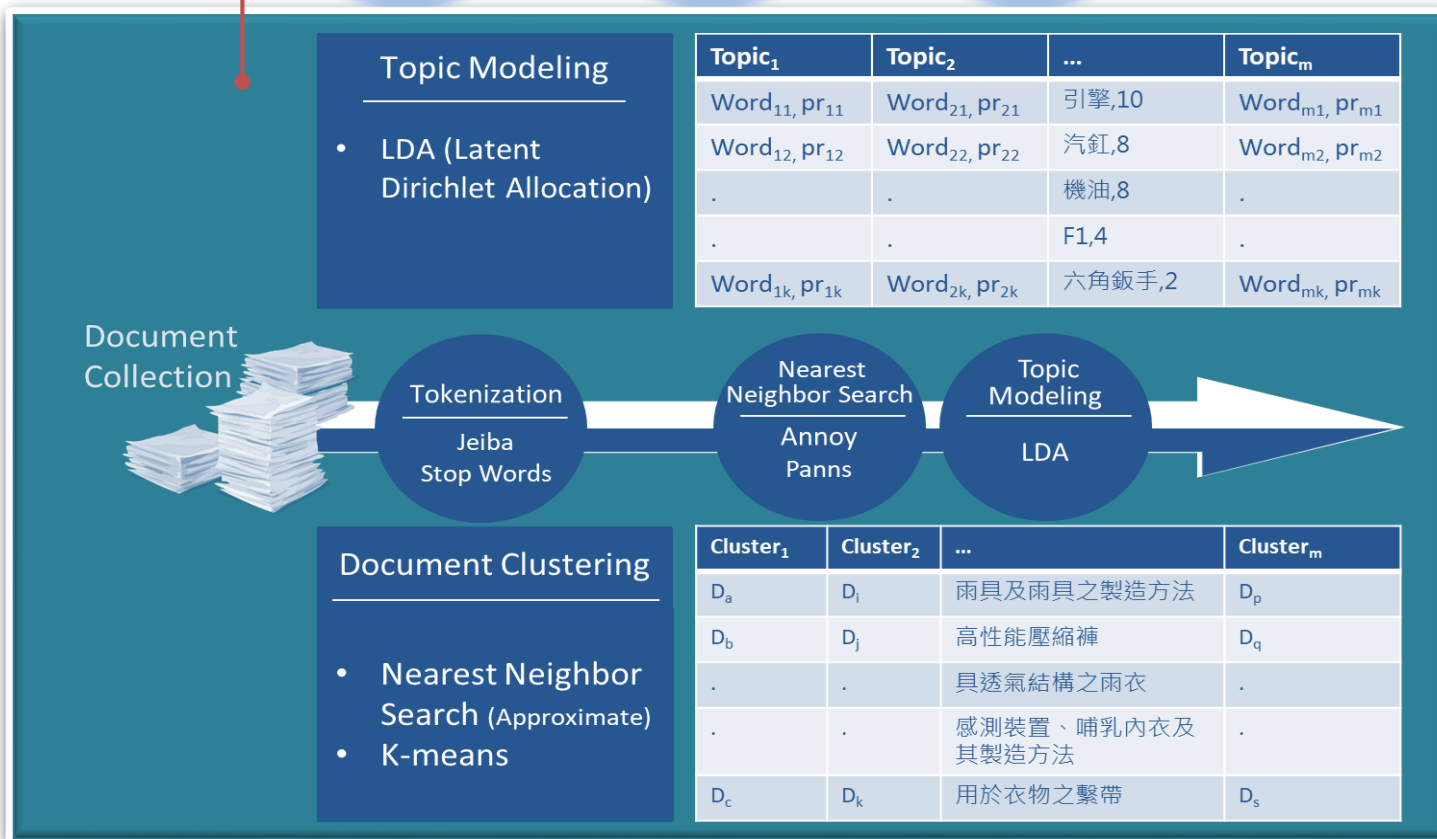 Topic Modeling
• LDA (Latent
Dirichlet Allocation)
Topic1 Topic2 ... Topicm
Word11, pr11 Word21, pr21 引擎,10 Wordm1, prm1
Word12, pr12 Word22, pr22 汽釭,8 Wordm2, prm2
. . 機油,8 .
. . F1,4 .
Word1k, pr1k Word2k, pr2k 六角鈑手,2 Wordmk, prmk
Document
Collection
Tokenization
Jeiba
Stop Words
Nearest
Neighbor Search
Annoy
Panns
Topic
Modeling
LDA
Document Clustering
• Nearest Neighbor
Search (Approximate)
• K-means
Cluster1 Cluster2 ... Clusterm
Da Di 雨具及雨具之製造方法 Dp
Db Dj 高性能壓縮褲 Dq
. . 具透氣結構之雨衣 .
. . 感測裝置、哺乳內衣及 .
其製造方法
Dc Dk 用於衣物之繫帶 Ds